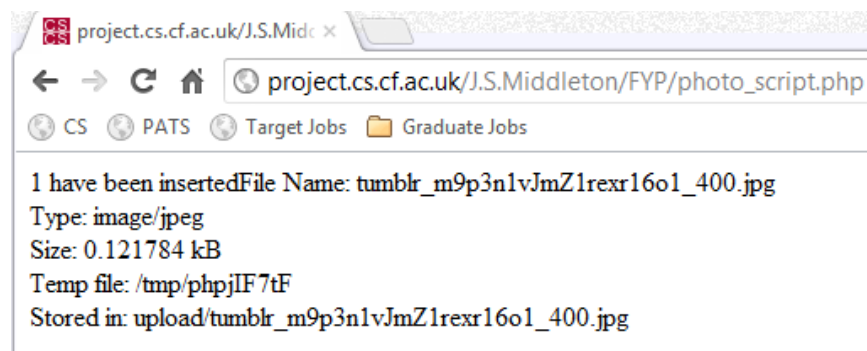 CS
CS
project.cs.cf.ac.uk/J.S.Midd
project.cs.cf.ac.uk/J.S.Middleton/FYP/photo_script.php
CS PATS Target Jobs Graduate Jobs
1 have been insertedFile Name: tumblr_m9p3n1vJmZ1rexr16o1_400.jpg
Type: image/jpeg
Size: 0.121784 kB
Temp file: /tmp/phpjIF7tF
Stored in: upload/tumblr_m9p3n1vJmZ1rexr16o1_400.jpg